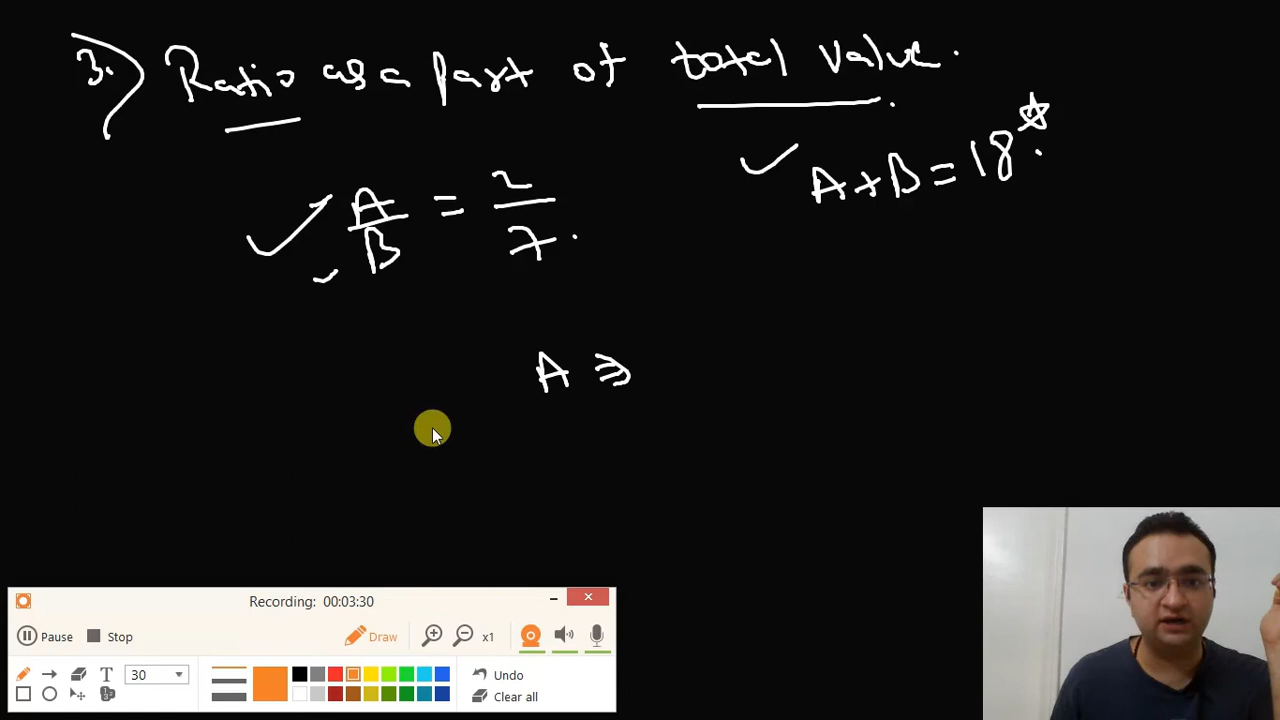 3.) Ratio as a part of total value.
A/B = 2/7.
A+B=18.
A ⇒
Recording: 00:03:30
Pause Stop Draw x1
T 30 Undo
Clear all